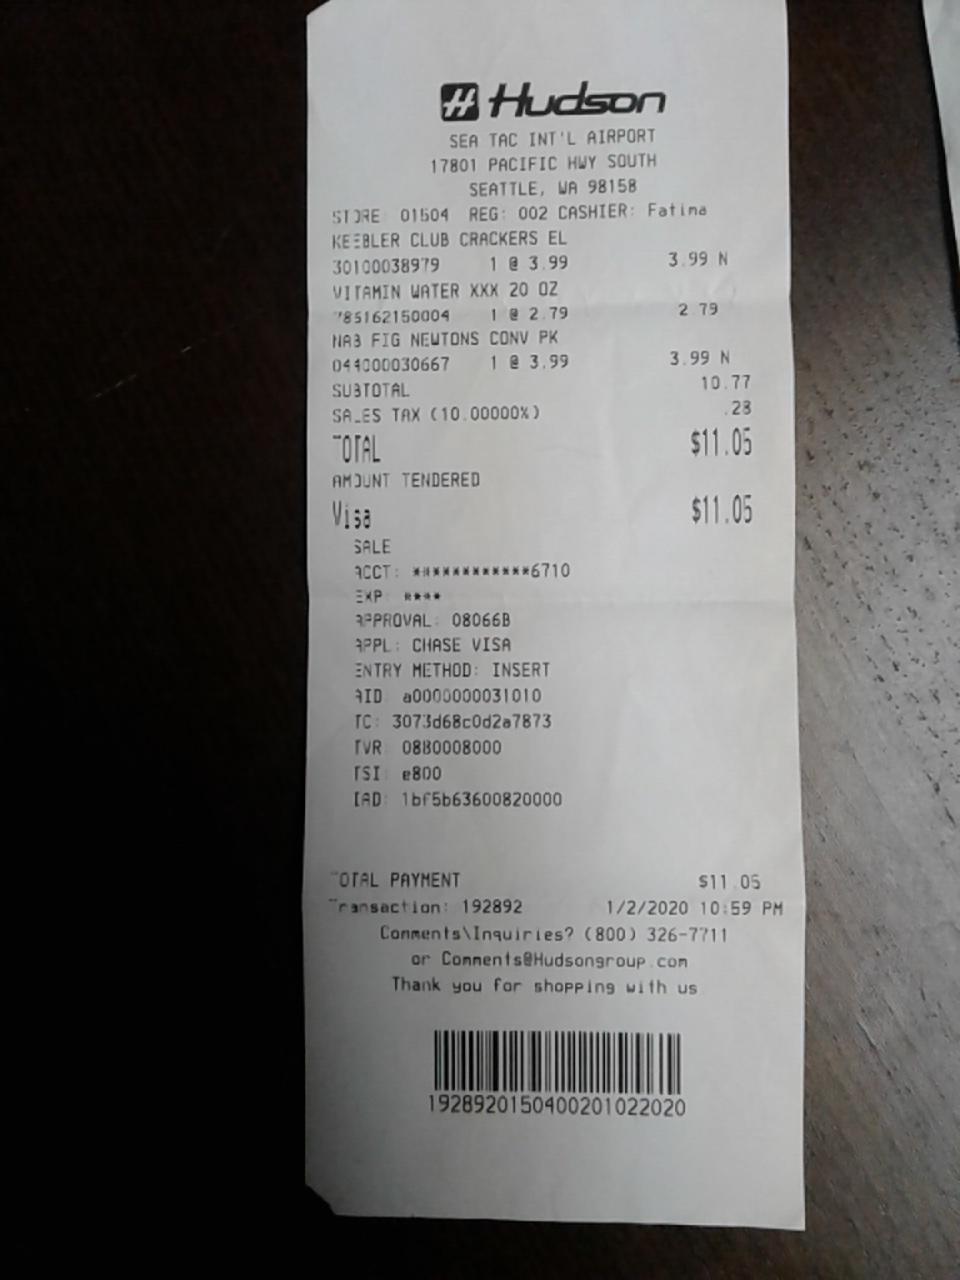 Hudson
SEA TAC INT'L AIRPORT
17801 PACIFIC HWY SOUTH
SEATTLE, WA 98158
STORE: 01504 REG: 002 CASHIER: Fatima
KEEBLER CLUB CRACKERS EL
30100038979 1 @ 3.99 3.99 N
VITAMIN WATER XXX 20 OZ
786162150004 1 @ 2.79 2.79
NAB FIG NEWTONS CONV PK
044000030667 1 @ 3.99 3.99 N
SUBTOTAL 10.77
SALES TAX (10.00000%) .28
TOTAL $11.05
AMOUNT TENDERED
Visa $11.05
SALE
ACCT: ************6710
EXP: ****
APPROVAL: 08066B
APPL: CHASE VISA
ENTRY METHOD: INSERT
AID: a0000000031010
TC: 3073d68c0d2a7873
TVR: 0880008000
TSI: e800
IAD: 1bf5b63600820000
TOTAL PAYMENT $11.05
Transaction: 192892 1/2/2020 10:59 PM
Comments\Inquiries? (800) 326-7711
or Comments@Hudsongroup.com
Thank you for shopping with us
1928920150400201022020